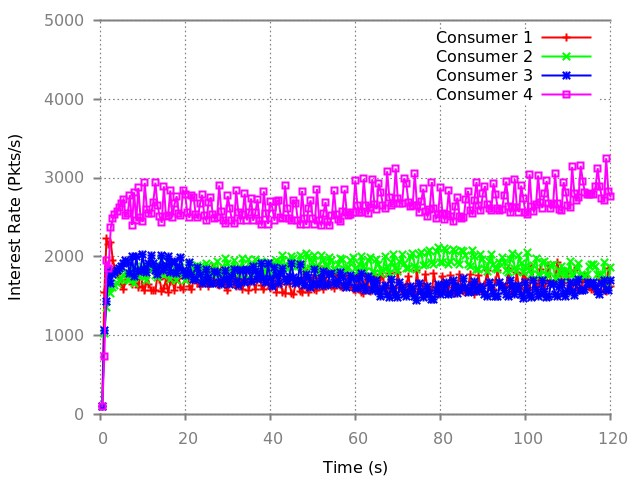 5000
4000
3000
2000
1000
0
Interest Rate (Pkts/s)
Consumer 1
Consumer 2
Consumer 3
Consumer 4
0 20 40 60 80 100 120
Time (s)